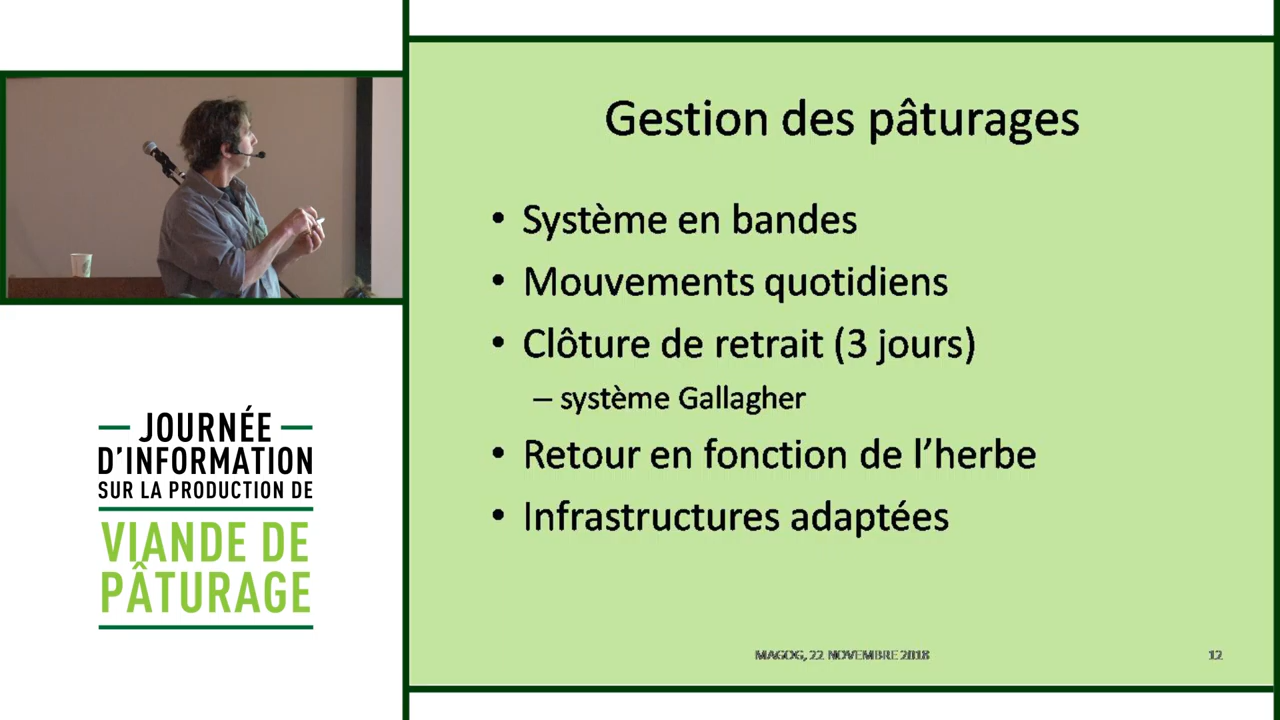 Gestion des pâturages
• Système en bandes
• Mouvements quotidiens
• Clôture de retrait (3 jours)
– système Gallagher
• Retour en fonction de l'herbe
• Infrastructures adaptées
MAGOG, 22 NOVEMBRE 2018
12
JOURNÉE
D'INFORMATION
SUR LA PRODUCTION DE
VIANDE DE
PÂTURAGE